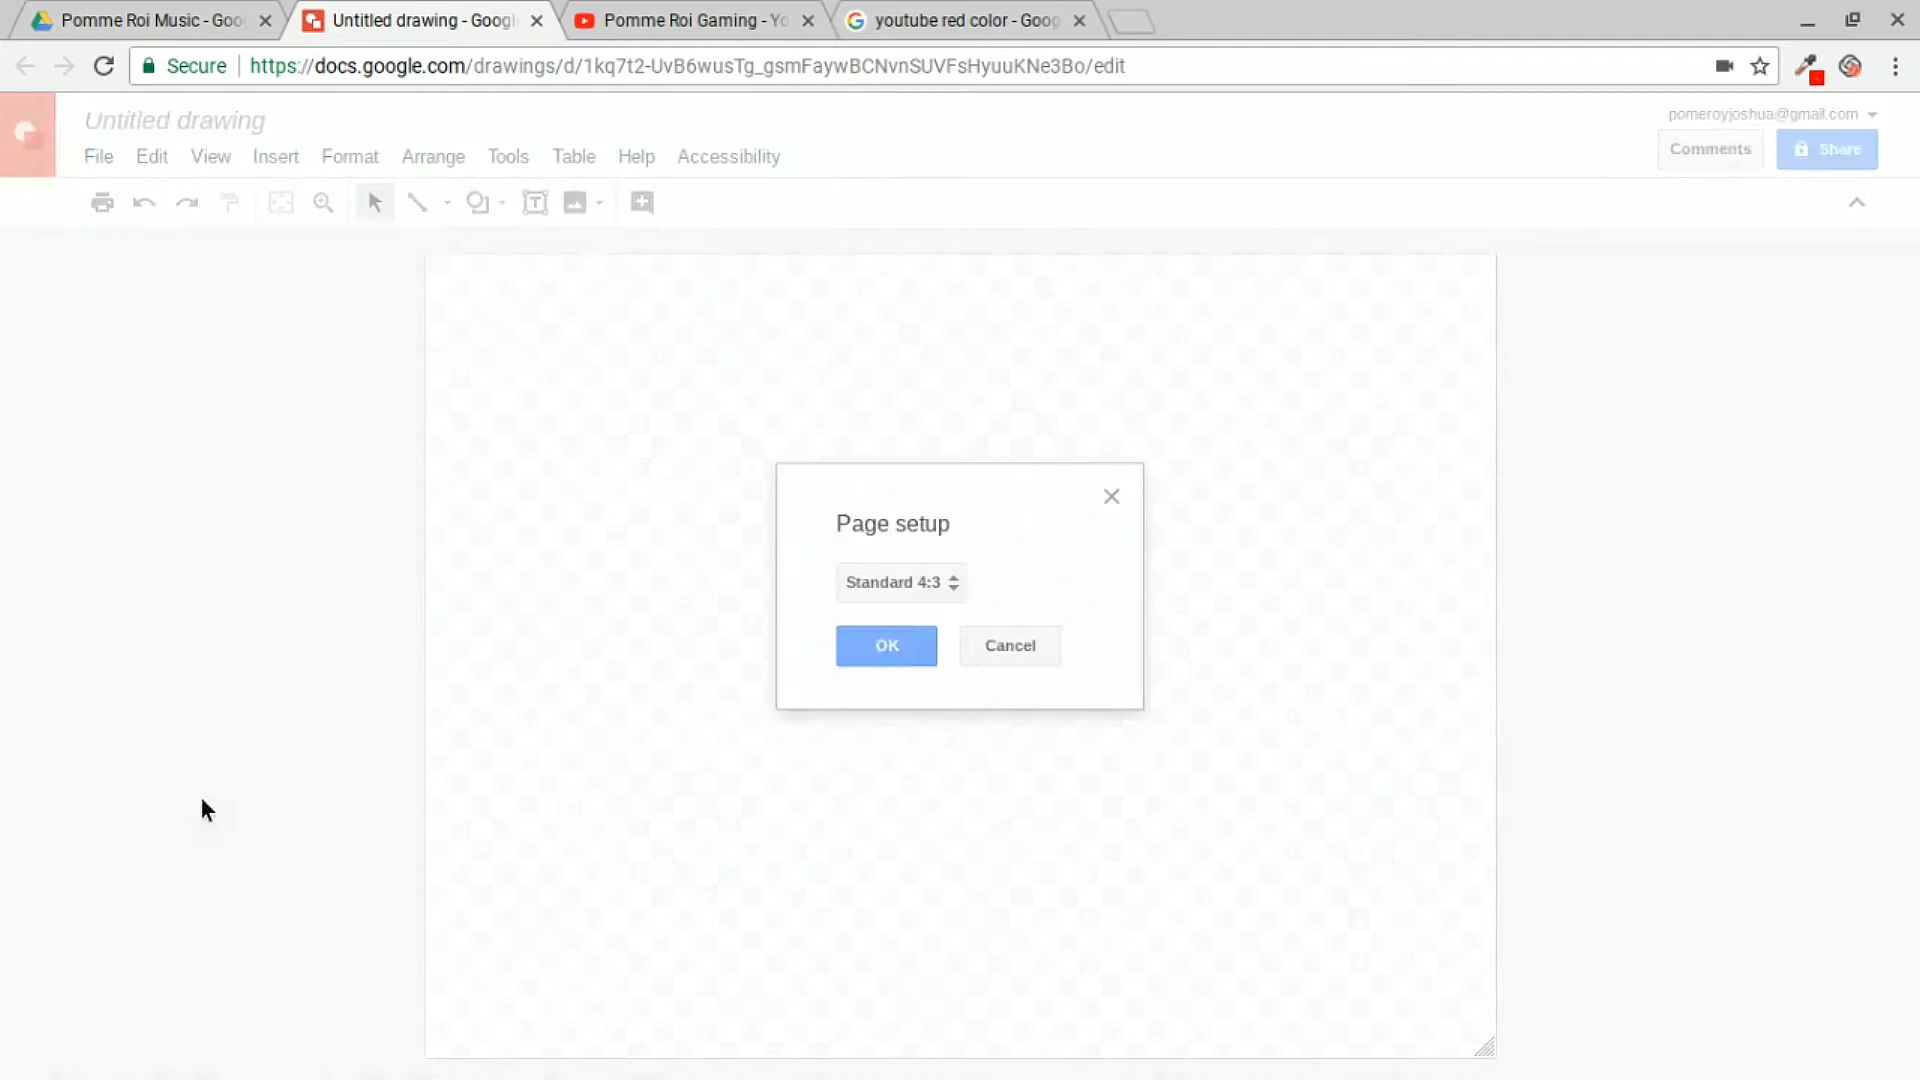 Pomme Roi Music - Goo
Untitled drawing - Googl
Pomme Roi Gaming - Yo
youtube red color - Goog
Secure
https://docs.google.com/drawings/d/1kq7t2-UvB6wusTg_gsmFaywBCNvnSUVFsHyuuKNe3Bo/edit
Untitled drawing
pomeroyjoshua@gmail.com
File Edit View Insert Format Arrange Tools Table Help Accessibility
Comments
Share
Page setup
Standard 4:3
OK
Cancel